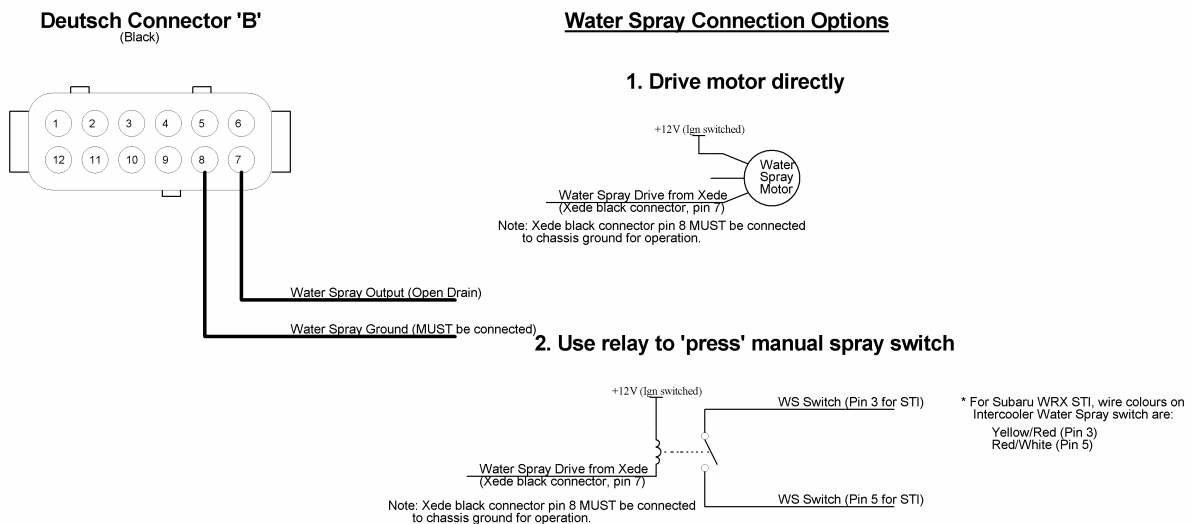 Deutsch Connector 'B'
(Black)
1 2 3 4 5 6
12 11 10 9 8 7
Water Spray Output (Open Drain)
Water Spray Ground (MUST be connected)
Water Spray Connection Options
1. Drive motor directly
+12V (Ign switched)
Water
Spray
Motor
Water Spray Drive from Xede
(Xede black connector, pin 7)
Note: Xede black connector pin 8 MUST be connected
to chassis ground for operation.
2. Use relay to 'press' manual spray switch
+12V (Ign switched)
WS Switch (Pin 3 for STI)
Water Spray Drive from Xede
(Xede black connector, pin 7)
WS Switch (Pin 5 for STI)
Note: Xede black connector pin 8 MUST be connected
to chassis ground for operation.
* For Subaru WRX STI, wire colours on
Intercooler Water Spray switch are:
Yellow/Red (Pin 3)
Red/White (Pin 5)